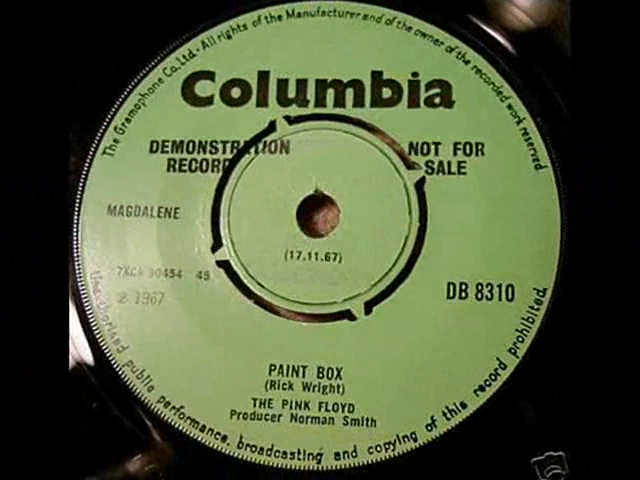 The Gramophone Co.Ltd.-All rights of the Manufacturer and of the owner of the recorded work reserved
Columbia
DEMONSTRATION NOT FOR
RECORD SALE
MAGDALENE
(17.11.67)
7XCA 30454 45
℗ 1967
DB 8310
PAINT BOX
(Rick Wright)
THE PINK FLOYD
Producer Norman Smith
Unauthorised public performance, broadcasting and copying of this record prohibited.